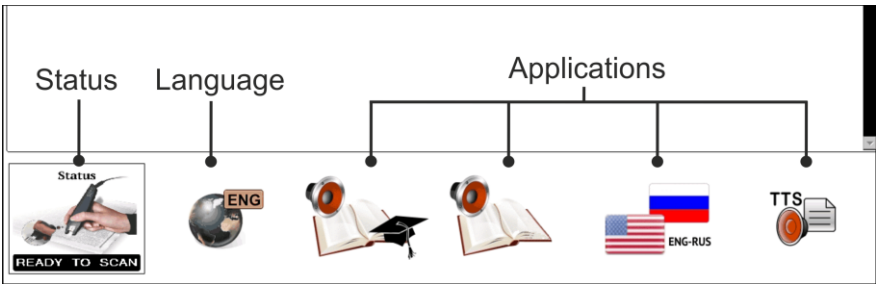 Applications
Status Language
Status
ENG
TTS
ENG-RUS
READY TO SCAN